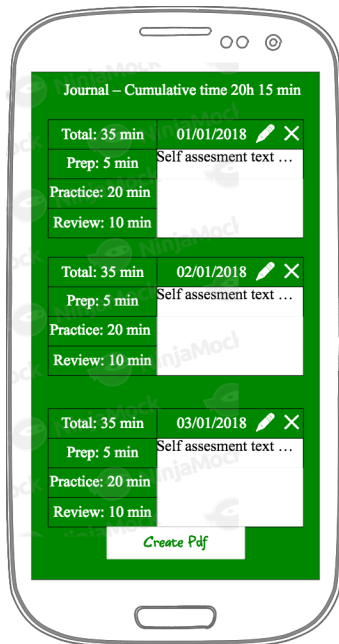 Journal – Cumulative time 20h 15 min
Total: 35 min 01/01/2018
Prep: 5 min Self assesment text …
Practice: 20 min
Review: 10 min
Total: 35 min 02/01/2018
Prep: 5 min Self assesment text …
Practice: 20 min
Review: 10 min
Total: 35 min 03/01/2018
Prep: 5 min Self assesment text …
Practice: 20 min
Review: 10 min
Create Pdf
NinjaMock